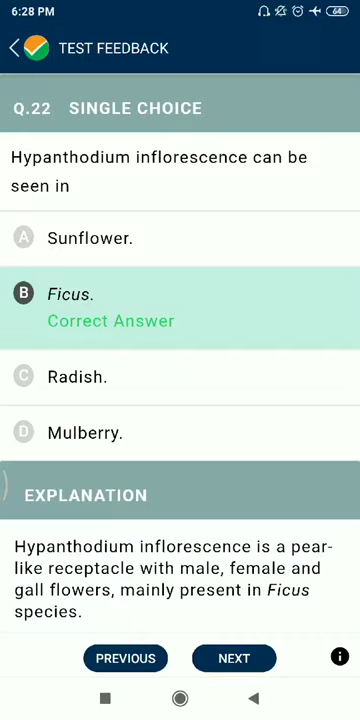 6:28 PM
64
TEST FEEDBACK
Q.22 SINGLE CHOICE
Hypanthodium inflorescence can be
seen in
A Sunflower.
B Ficus.
Correct Answer
C Radish.
D Mulberry.
EXPLANATION
Hypanthodium inflorescence is a pear-
like receptacle with male, female and
gall flowers, mainly present in Ficus
species.
PREVIOUS NEXT